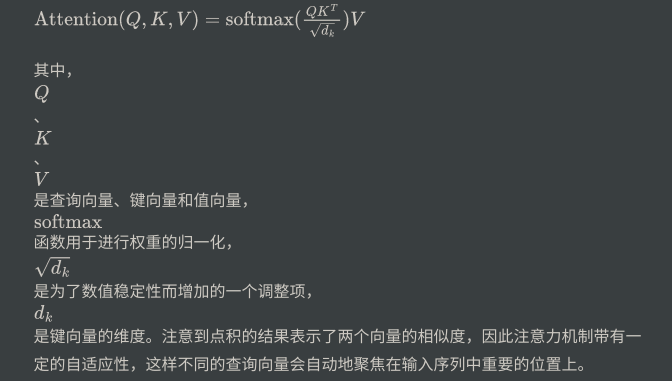 Attention(Q, K, V) = softmax(\frac{QK^T}{\sqrt{d_k}})V
其中，
Q
、
K
、
V
是查询向量、键向量和值向量，
softmax
函数用于进行权重的归一化，
\sqrt{d_k}
是为了数值稳定性而增加的一个调整项，
d_k
是键向量的维度。注意到点积的结果表示了两个向量的相似度，因此注意力机制带有一
定的自适应性，这样不同的查询向量会自动地聚焦在输入序列中重要的位置上。